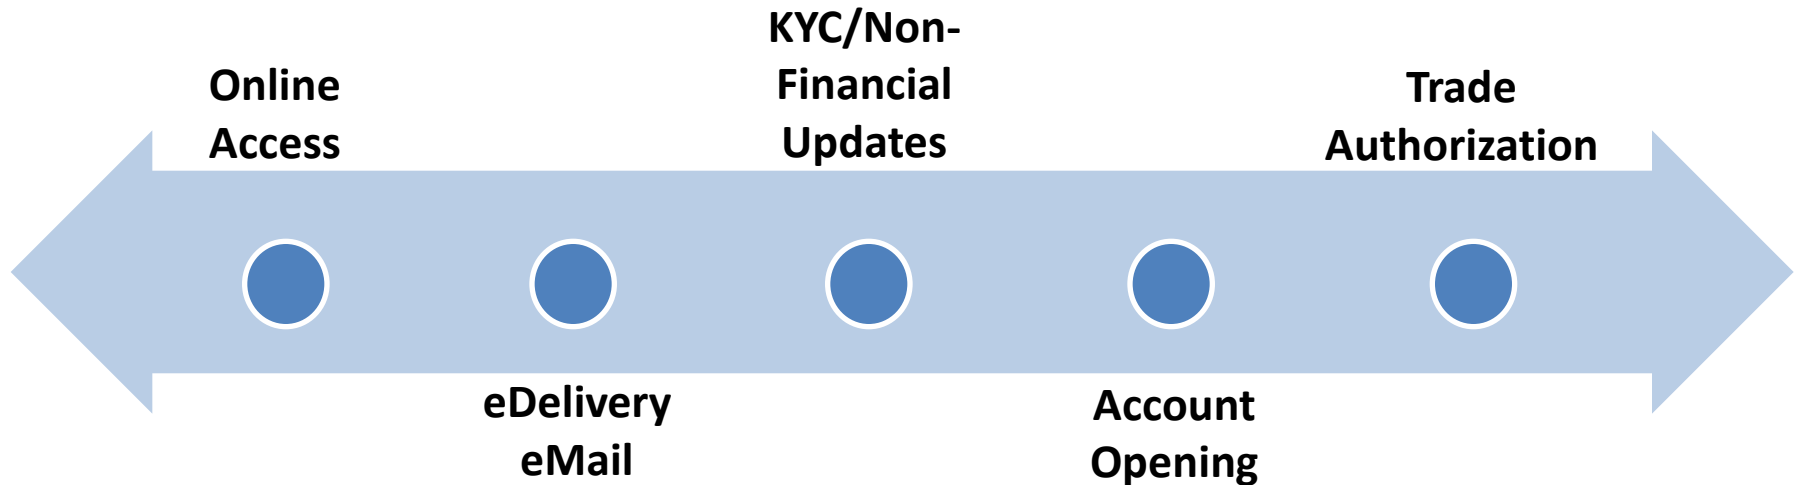 Online
Access
eDelivery
eMail
KYC/Non-
Financial
Updates
Account
Opening
Trade
Authorization